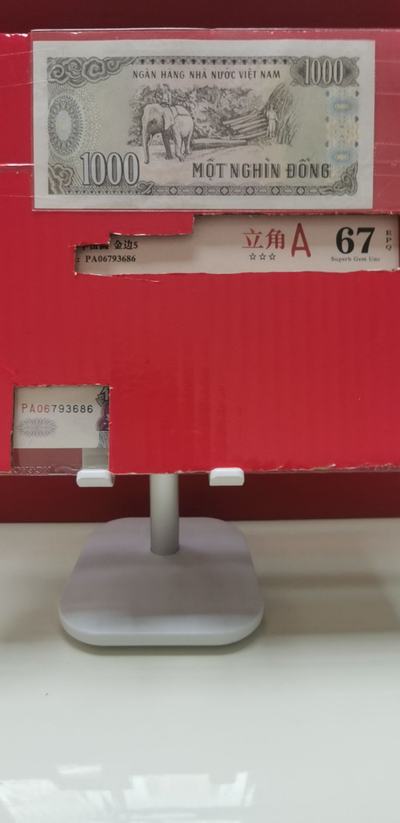 NGÂN HÀNG NHÀ NƯỚC VIỆT NAM
1000
1000
MỘT NGHÌN ĐỒNG
金边5
: PA06793686
立角A
☆☆☆
67
EPQ
Superb Gem Unc
PA06793686